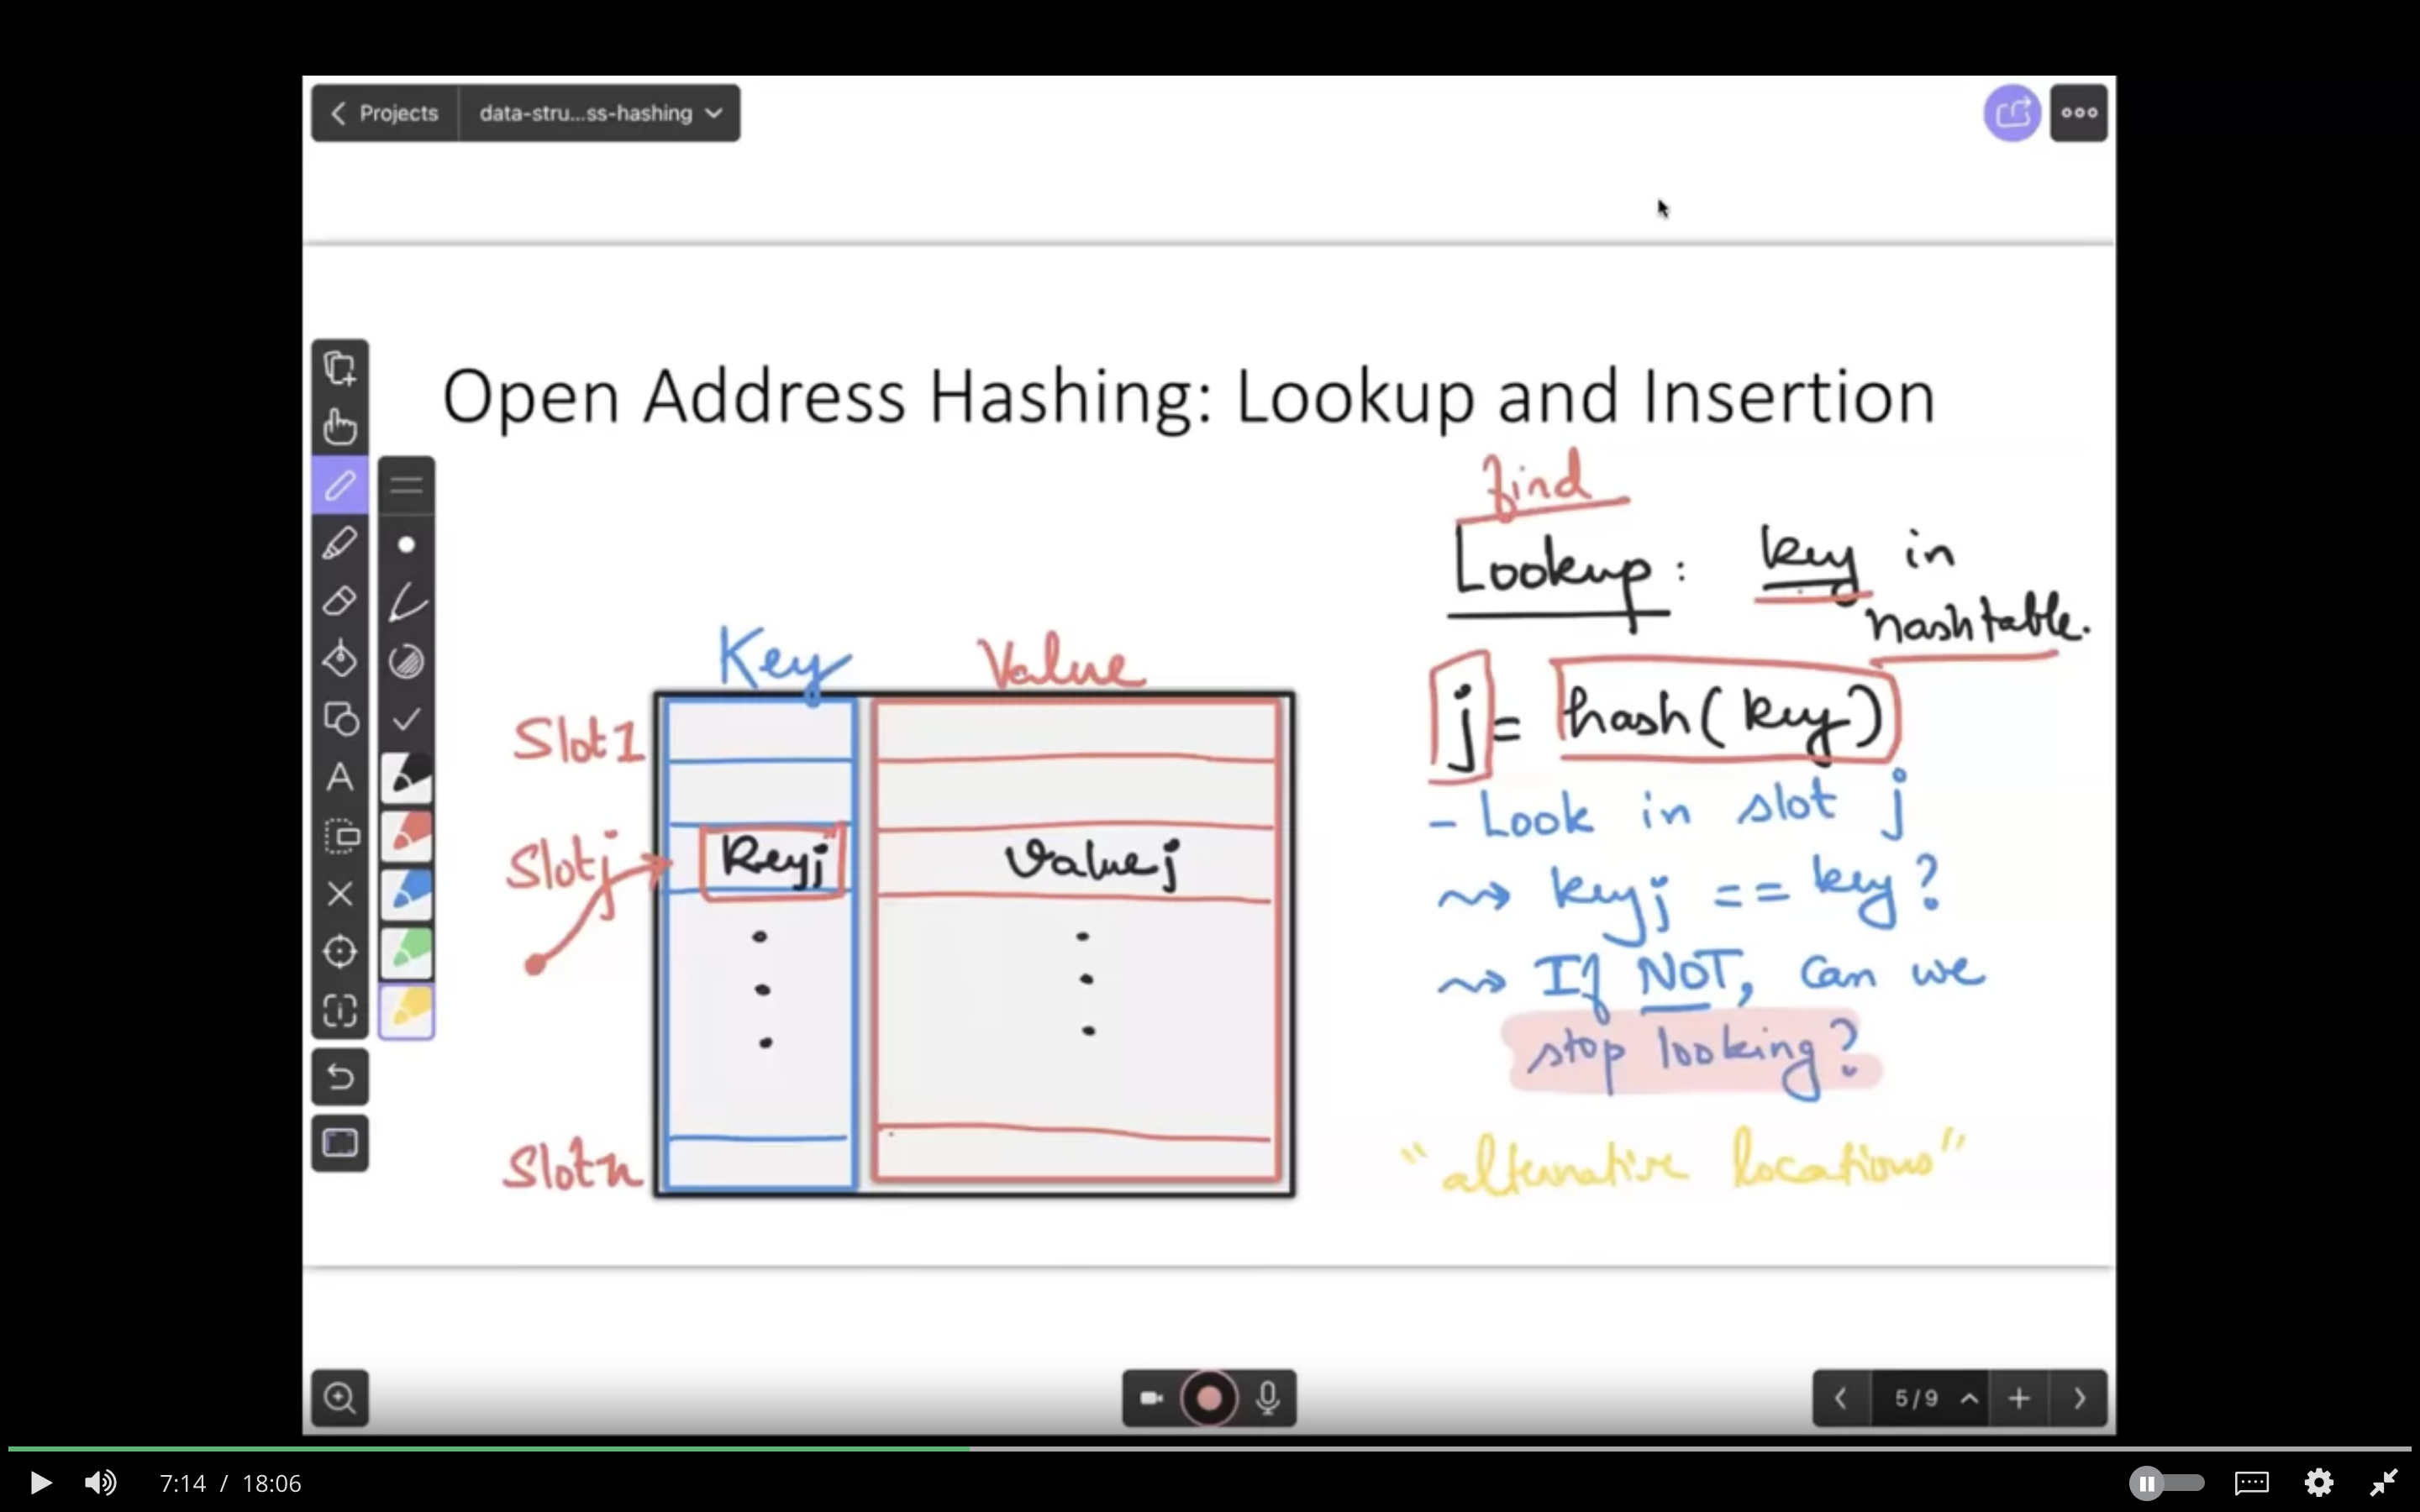 Projects data-stru...ss-hashing
Open Address Hashing: Lookup and Insertion
find
Lookup: key in
hashtable.
j = hash(key)
- Look in slot j
⇝ keyj == key?
⇝ If NOT, can we
stop looking?
"alternative locations"
Key Value
Slot1
Slotj Keyj Valuej
Slotn
5/9
7:14 / 18:06